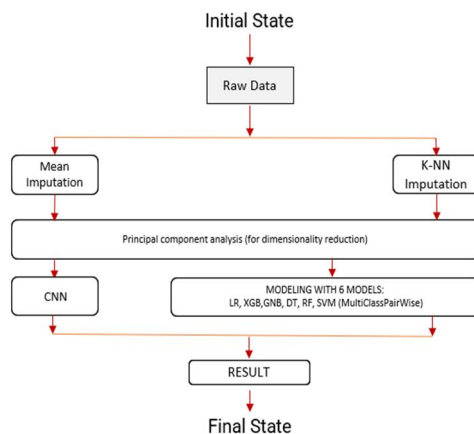 Initial State
Raw Data
Mean
Imputation
K-NN
Imputation
Principal component analysis (for dimensionality reduction)
CNN
MODELING WITH 6 MODELS:
LR, XGB,GNB, DT, RF, SVM (MultiClassPairWise)
RESULT
Final State